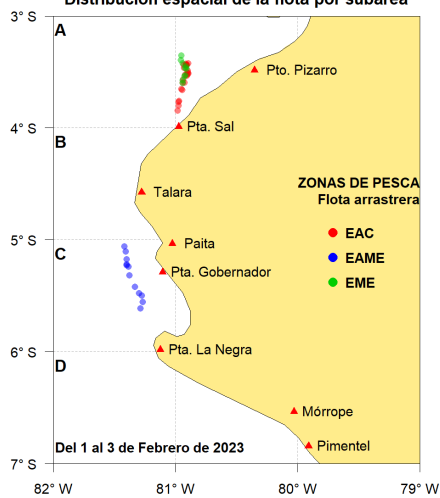 Distribución espacial de la flota por subárea
3° S
A
Pto. Pizarro
4° S
Pta. Sal
B
Talara
ZONAS DE PESCA
Flota arrastrera
5° S
Paita
EAC
C
Pta. Gobernador
EAME
EME
6° S
Pta. La Negra
D
Mórrope
Del 1 al 3 de Febrero de 2023
Pimentel
7° S
82° W 81° W 80° W 79° W